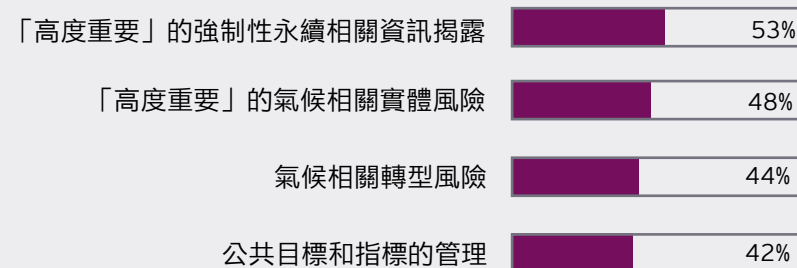 「高度重要」的強制性永續相關資訊揭露 53%
「高度重要」的氣候相關實體風險 48%
氣候相關轉型風險 44%
公共目標和指標的管理 42%